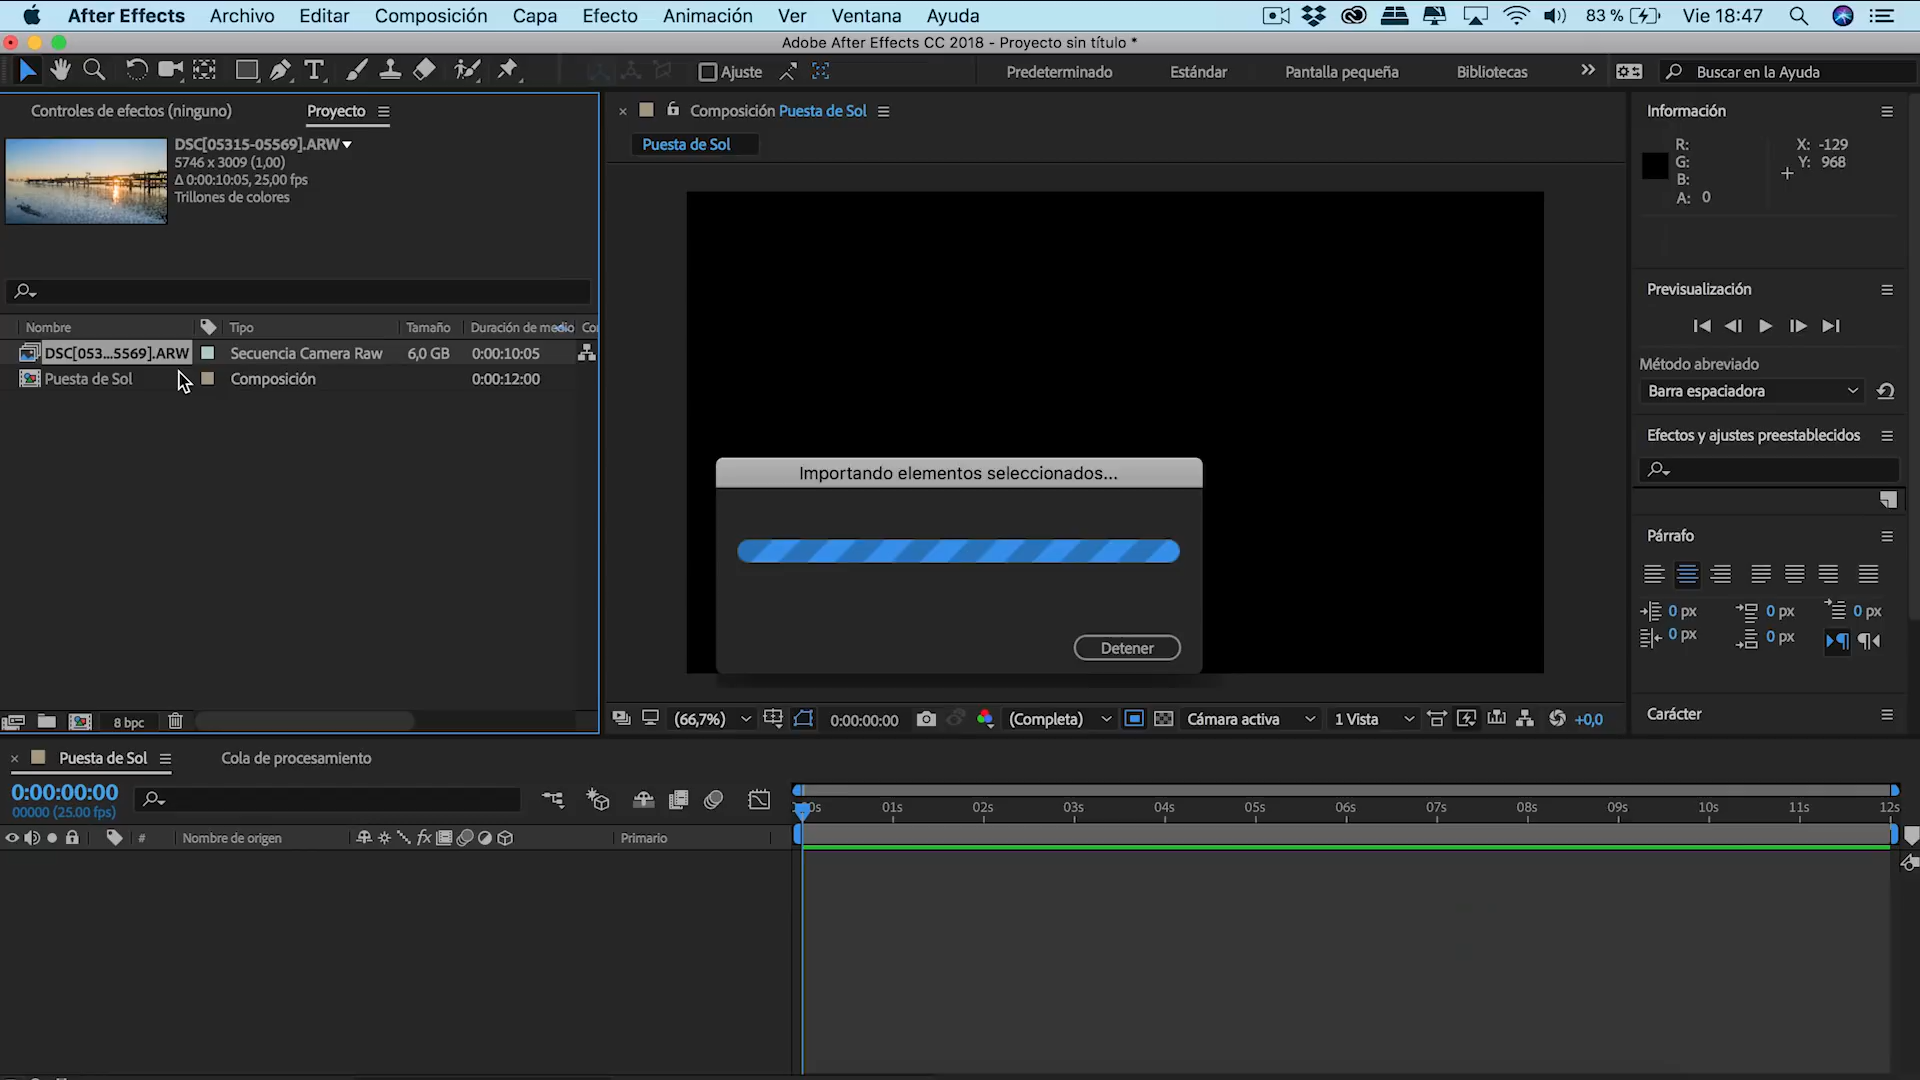 After Effects Archivo Editar Composición Capa Efecto Animación Ver Ventana Ayuda 83 % Vie 18:47
Adobe After Effects CC 2018 - Proyecto sin título *
Ajuste Predeterminado Estándar Pantalla pequeña Bibliotecas Buscar en la Ayuda
Controles de efectos (ninguno) Proyecto
DSC[05315-05569].ARW
5746 x 3009 (1,00)
Δ 0:00:10:05, 25,00 fps
Trillones de colores
Nombre Tipo Tamaño Duración de medio
DSC[053...5569].ARW Secuencia Camera Raw 6,0 GB 0:00:10:05
Puesta de Sol Composición 0:00:12:00
8 bpc
Composición Puesta de Sol
Puesta de Sol
Importando elementos seleccionados...
Detener
(66,7%) 0:00:00:00 (Completa) Cámara activa 1 Vista +0,0
Información
R: X: -129
G: Y: 968
B:
A: 0
Previsualización
Método abreviado
Barra espaciadora
Efectos y ajustes preestablecidos
Párrafo
0 px 0 px 0 px
0 px 0 px
Carácter
Puesta de Sol Cola de procesamiento
0:00:00:00
00000 (25.00 fps)
01s 02s 03s 04s 05s 06s 07s 08s 09s 10s 11s 12s
# Nombre de origen fx Primario